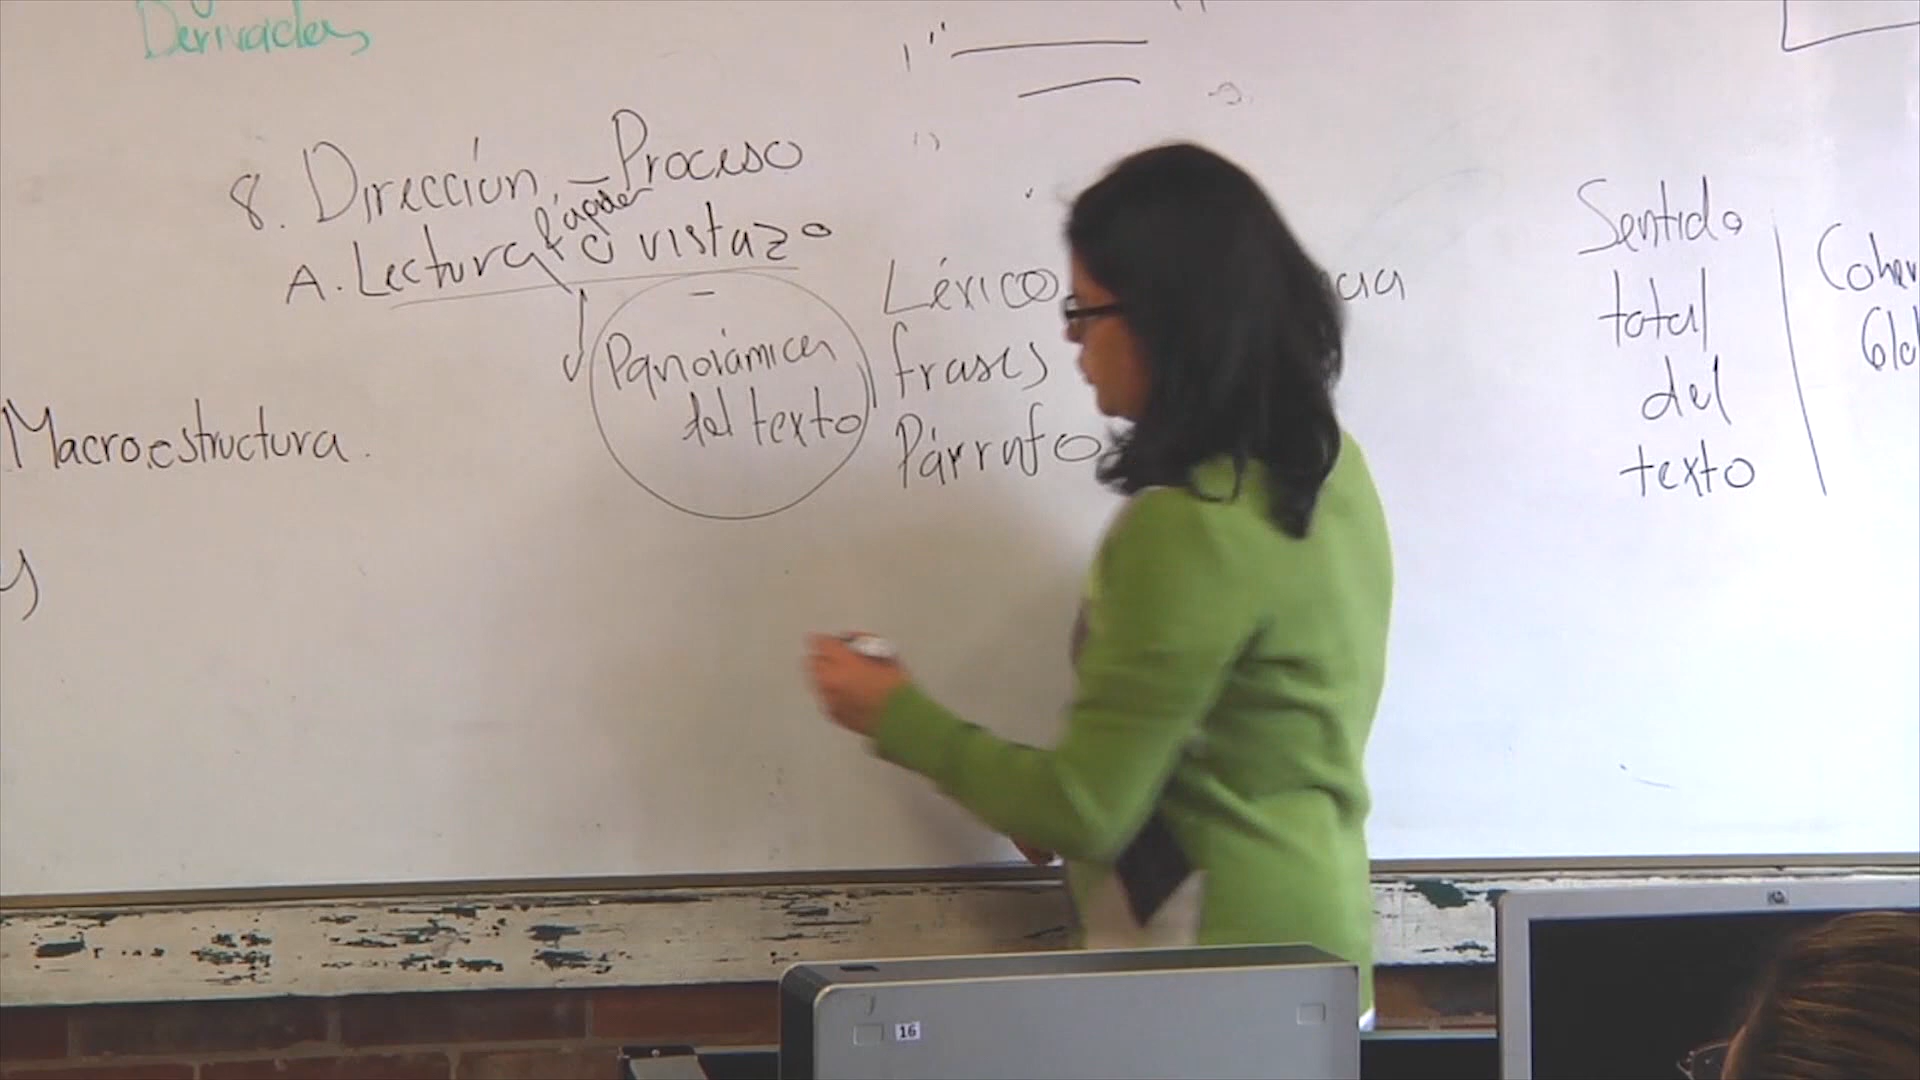 Derivadas
8. Dirección - Proceso
rápida
A. Lectura o vistazo
Panorámica
del texto
Léxico
frases
Párrafo
Macroestructura.
y
Sentido
total
del
texto
16
hp